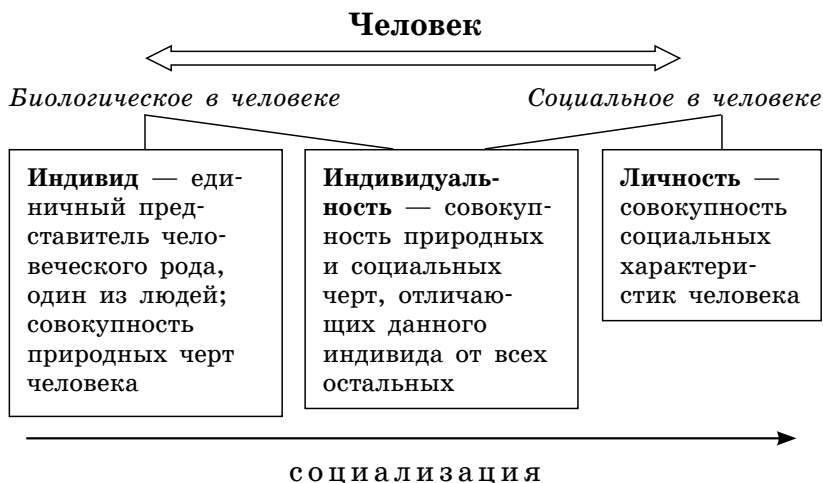 Человек
Биологическое в человеке
Социальное в человеке
Индивид — еди-
ничный пред-
ставитель чело-
веческого рода,
один из людей;
совокупность
природных черт
человека
Индивидуаль-
ность — совокуп-
ность природных
и социальных
черт, отличаю-
щих данного
индивида от всех
остальных
Личность —
совокупность
социальных
характери-
стик человека
социализация